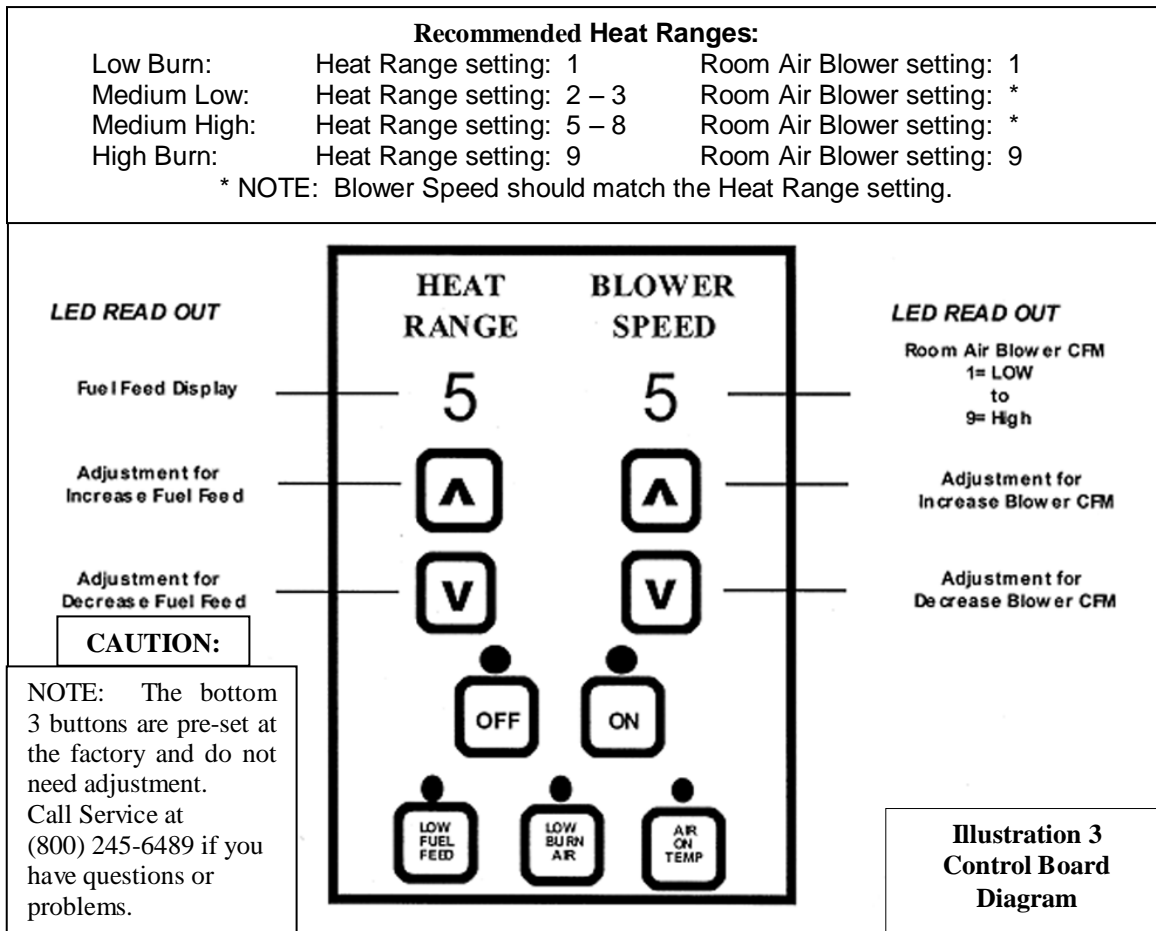 Recommended Heat Ranges:
Low Burn: Heat Range setting: 1 Room Air Blower setting: 1
Medium Low: Heat Range setting: 2 – 3 Room Air Blower setting: *
Medium High: Heat Range setting: 5 – 8 Room Air Blower setting: *
High Burn: Heat Range setting: 9 Room Air Blower setting: 9
* NOTE: Blower Speed should match the Heat Range setting.
HEAT BLOWER
RANGE SPEED
LED READ OUT
LED READ OUT
Fuel Feed Display
5 5
Room Air Blower CFM
1= LOW
to
9= High
Adjustment for
Increase Fuel Feed
Λ Λ
Adjustment for
Increase Blower CFM
Adjustment for
Decrease Fuel Feed
V V
Adjustment for
Decrease Blower CFM
CAUTION:
NOTE: The bottom
3 buttons are pre-set at
the factory and do not
need adjustment.
Call Service at
(800) 245-6489 if you
have questions or
problems.
OFF ON
LOW
FUEL
FEED
LOW
BURN
AIR
AIR
ON
TEMP
Illustration 3
Control Board
Diagram